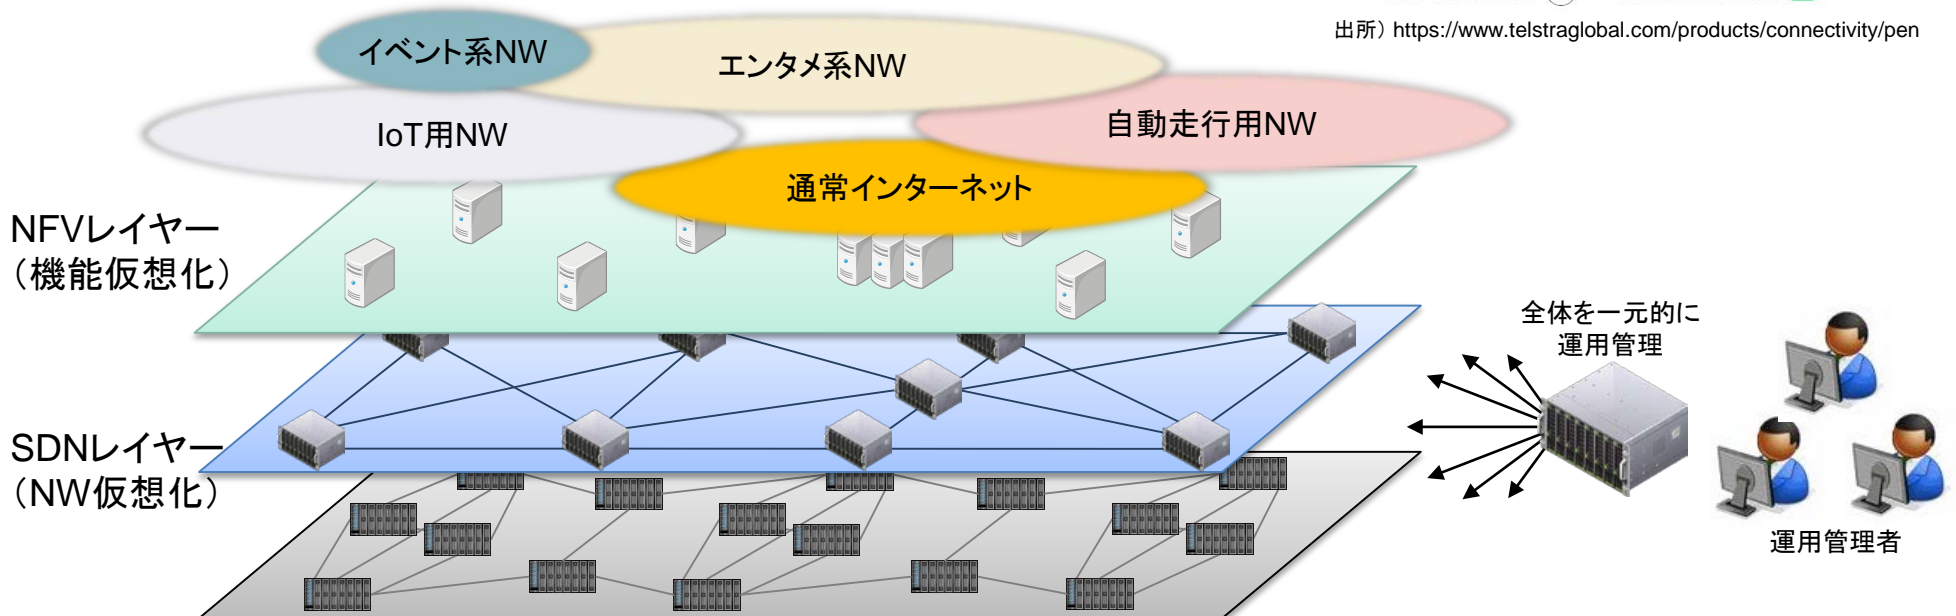 出所） https://www.telstraglobal.com/products/connectivity/pen
イベント系NW
エンタメ系NW
IoT用NW
自動走行用NW
通常インターネット
NFVレイヤー
（機能仮想化）
全体を一元的に
運用管理
SDNレイヤー
（NW仮想化）
運用管理者